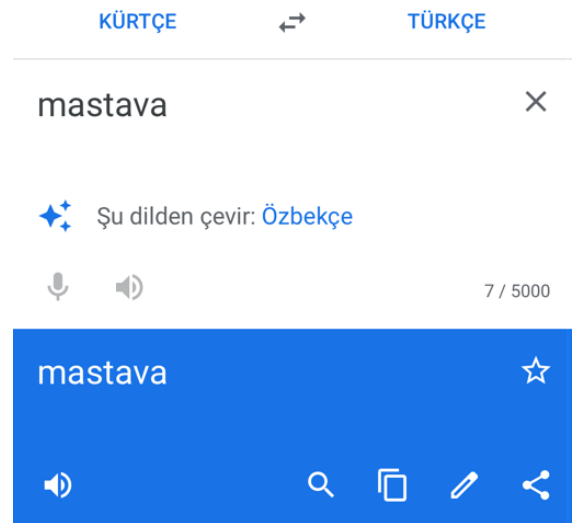 KÜRTÇE TÜRKÇE
mastava
Şu dilden çevir: Özbekçe
7 / 5000
mastava